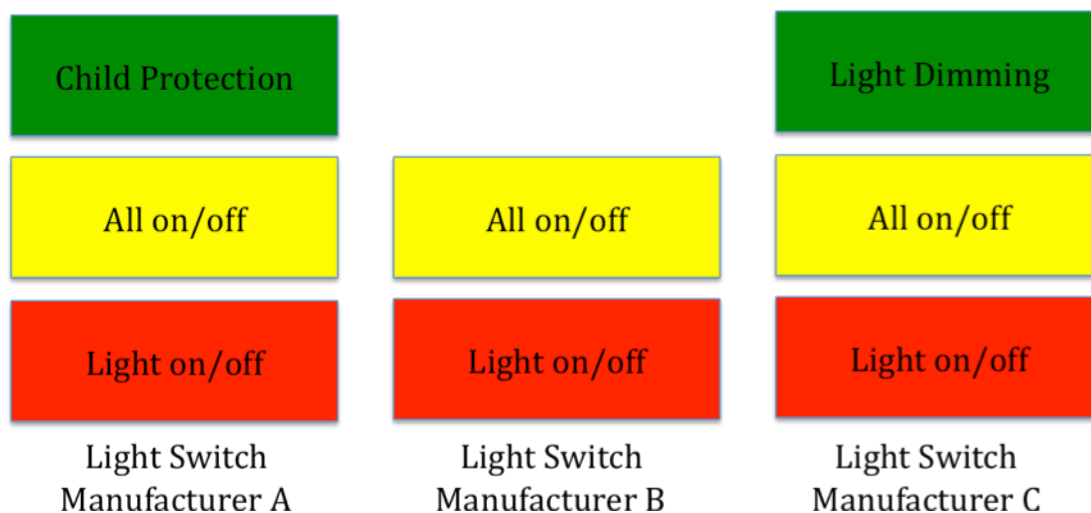 Child Protection
Light Dimming
All on/off
All on/off
All on/off
Light on/off
Light on/off
Light on/off
Light Switch
Manufacturer A
Light Switch
Manufacturer B
Light Switch
Manufacturer C